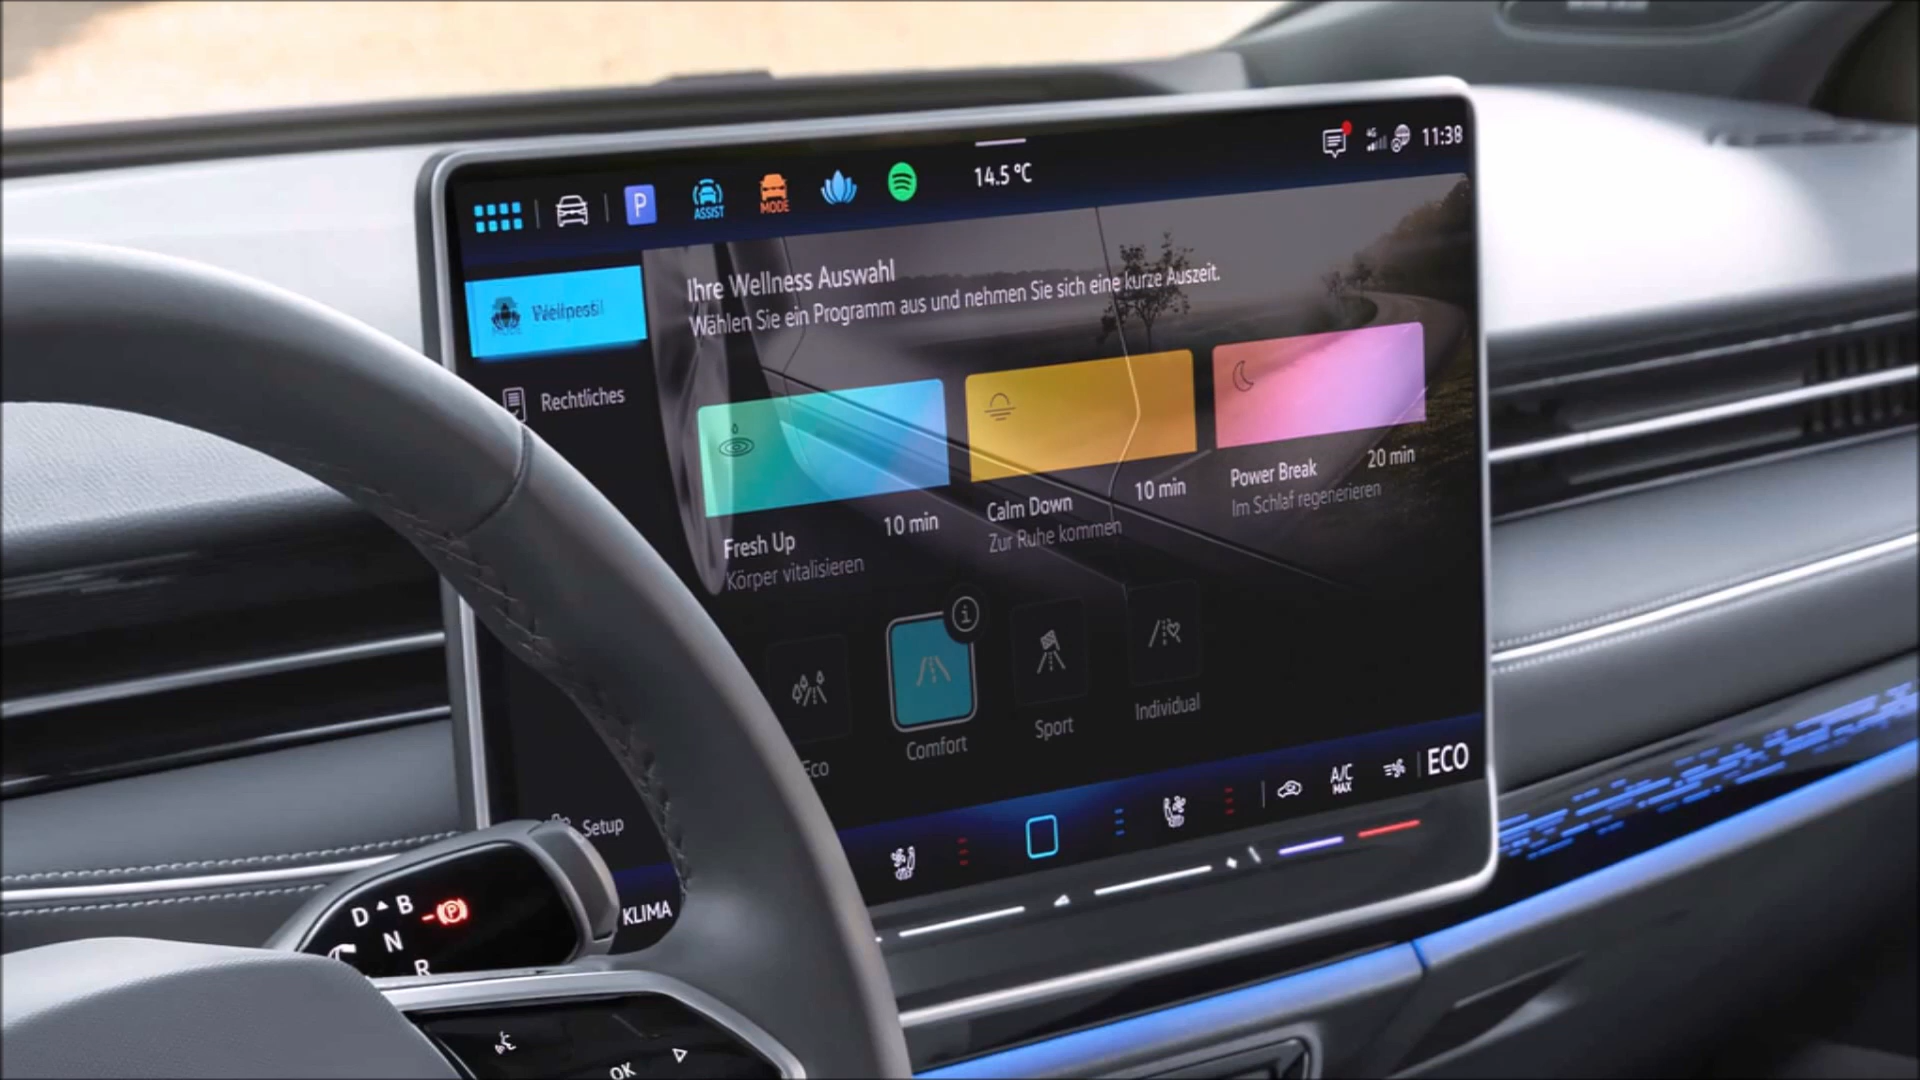 14.5 °C
11:38
4G
P
ASSIST
MODE
Ihre Wellness Auswahl
Wählen Sie ein Programm aus und nehmen Sie sich eine kurze Auszeit.
Rechtliches
Fresh Up
10 min
Körper vitalisieren
Calm Down
10 min
Zur Ruhe kommen
Power Break
20 min
Im Schlaf regenerieren
Eco
Comfort
Sport
Individual
Setup
KLIMA
A/C
MAX
ECO
D B
N
R
P
OK